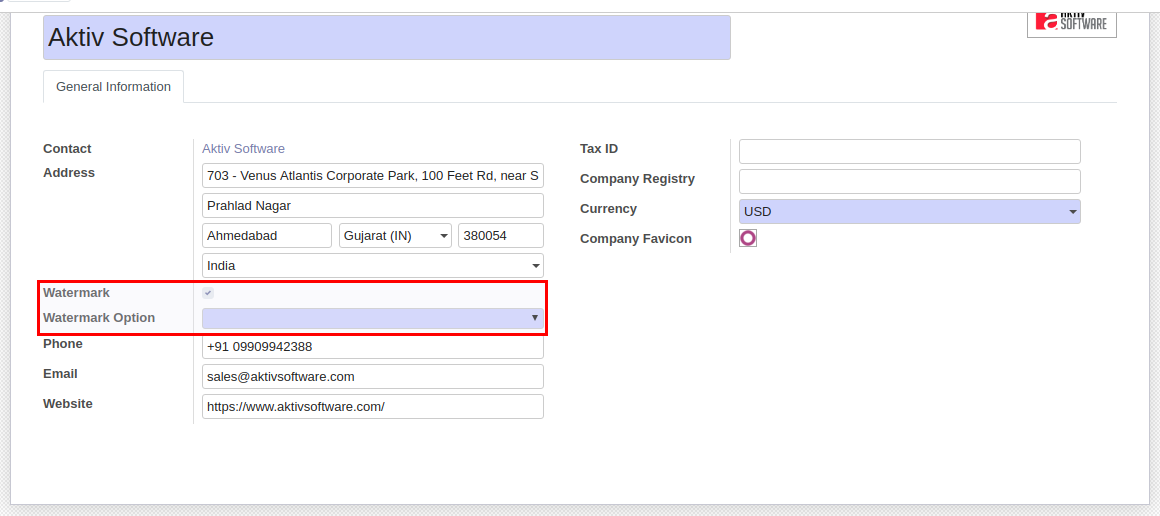 Aktiv Software
SOFTWARE
General Information
Contact
Aktiv Software
Address
703 - Venus Atlantis Corporate Park, 100 Feet Rd, near S
Prahlad Nagar
Ahmedabad
Gujarat (IN)
380054
India
Watermark
Watermark Option
Phone
+91 09909942388
Email
sales@aktivsoftware.com
Website
https://www.aktivsoftware.com/
Tax ID
Company Registry
Currency
USD
Company Favicon